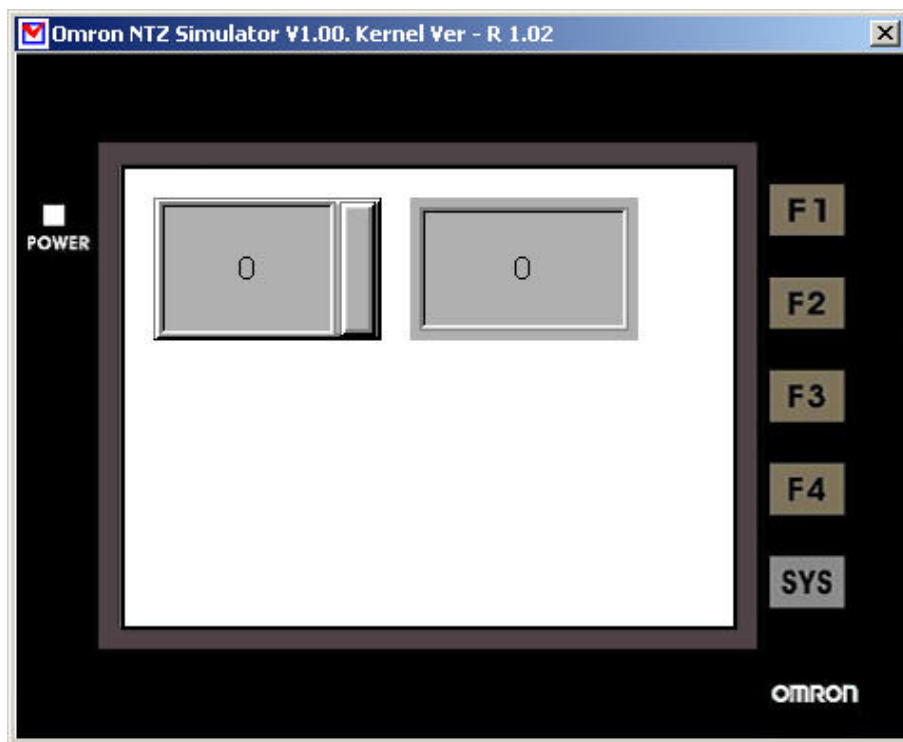 Omron NTZ Simulator V1.00. Kernel Ver - R 1.02
POWER
0
0
F1
F2
F3
F4
SYS
OMRON